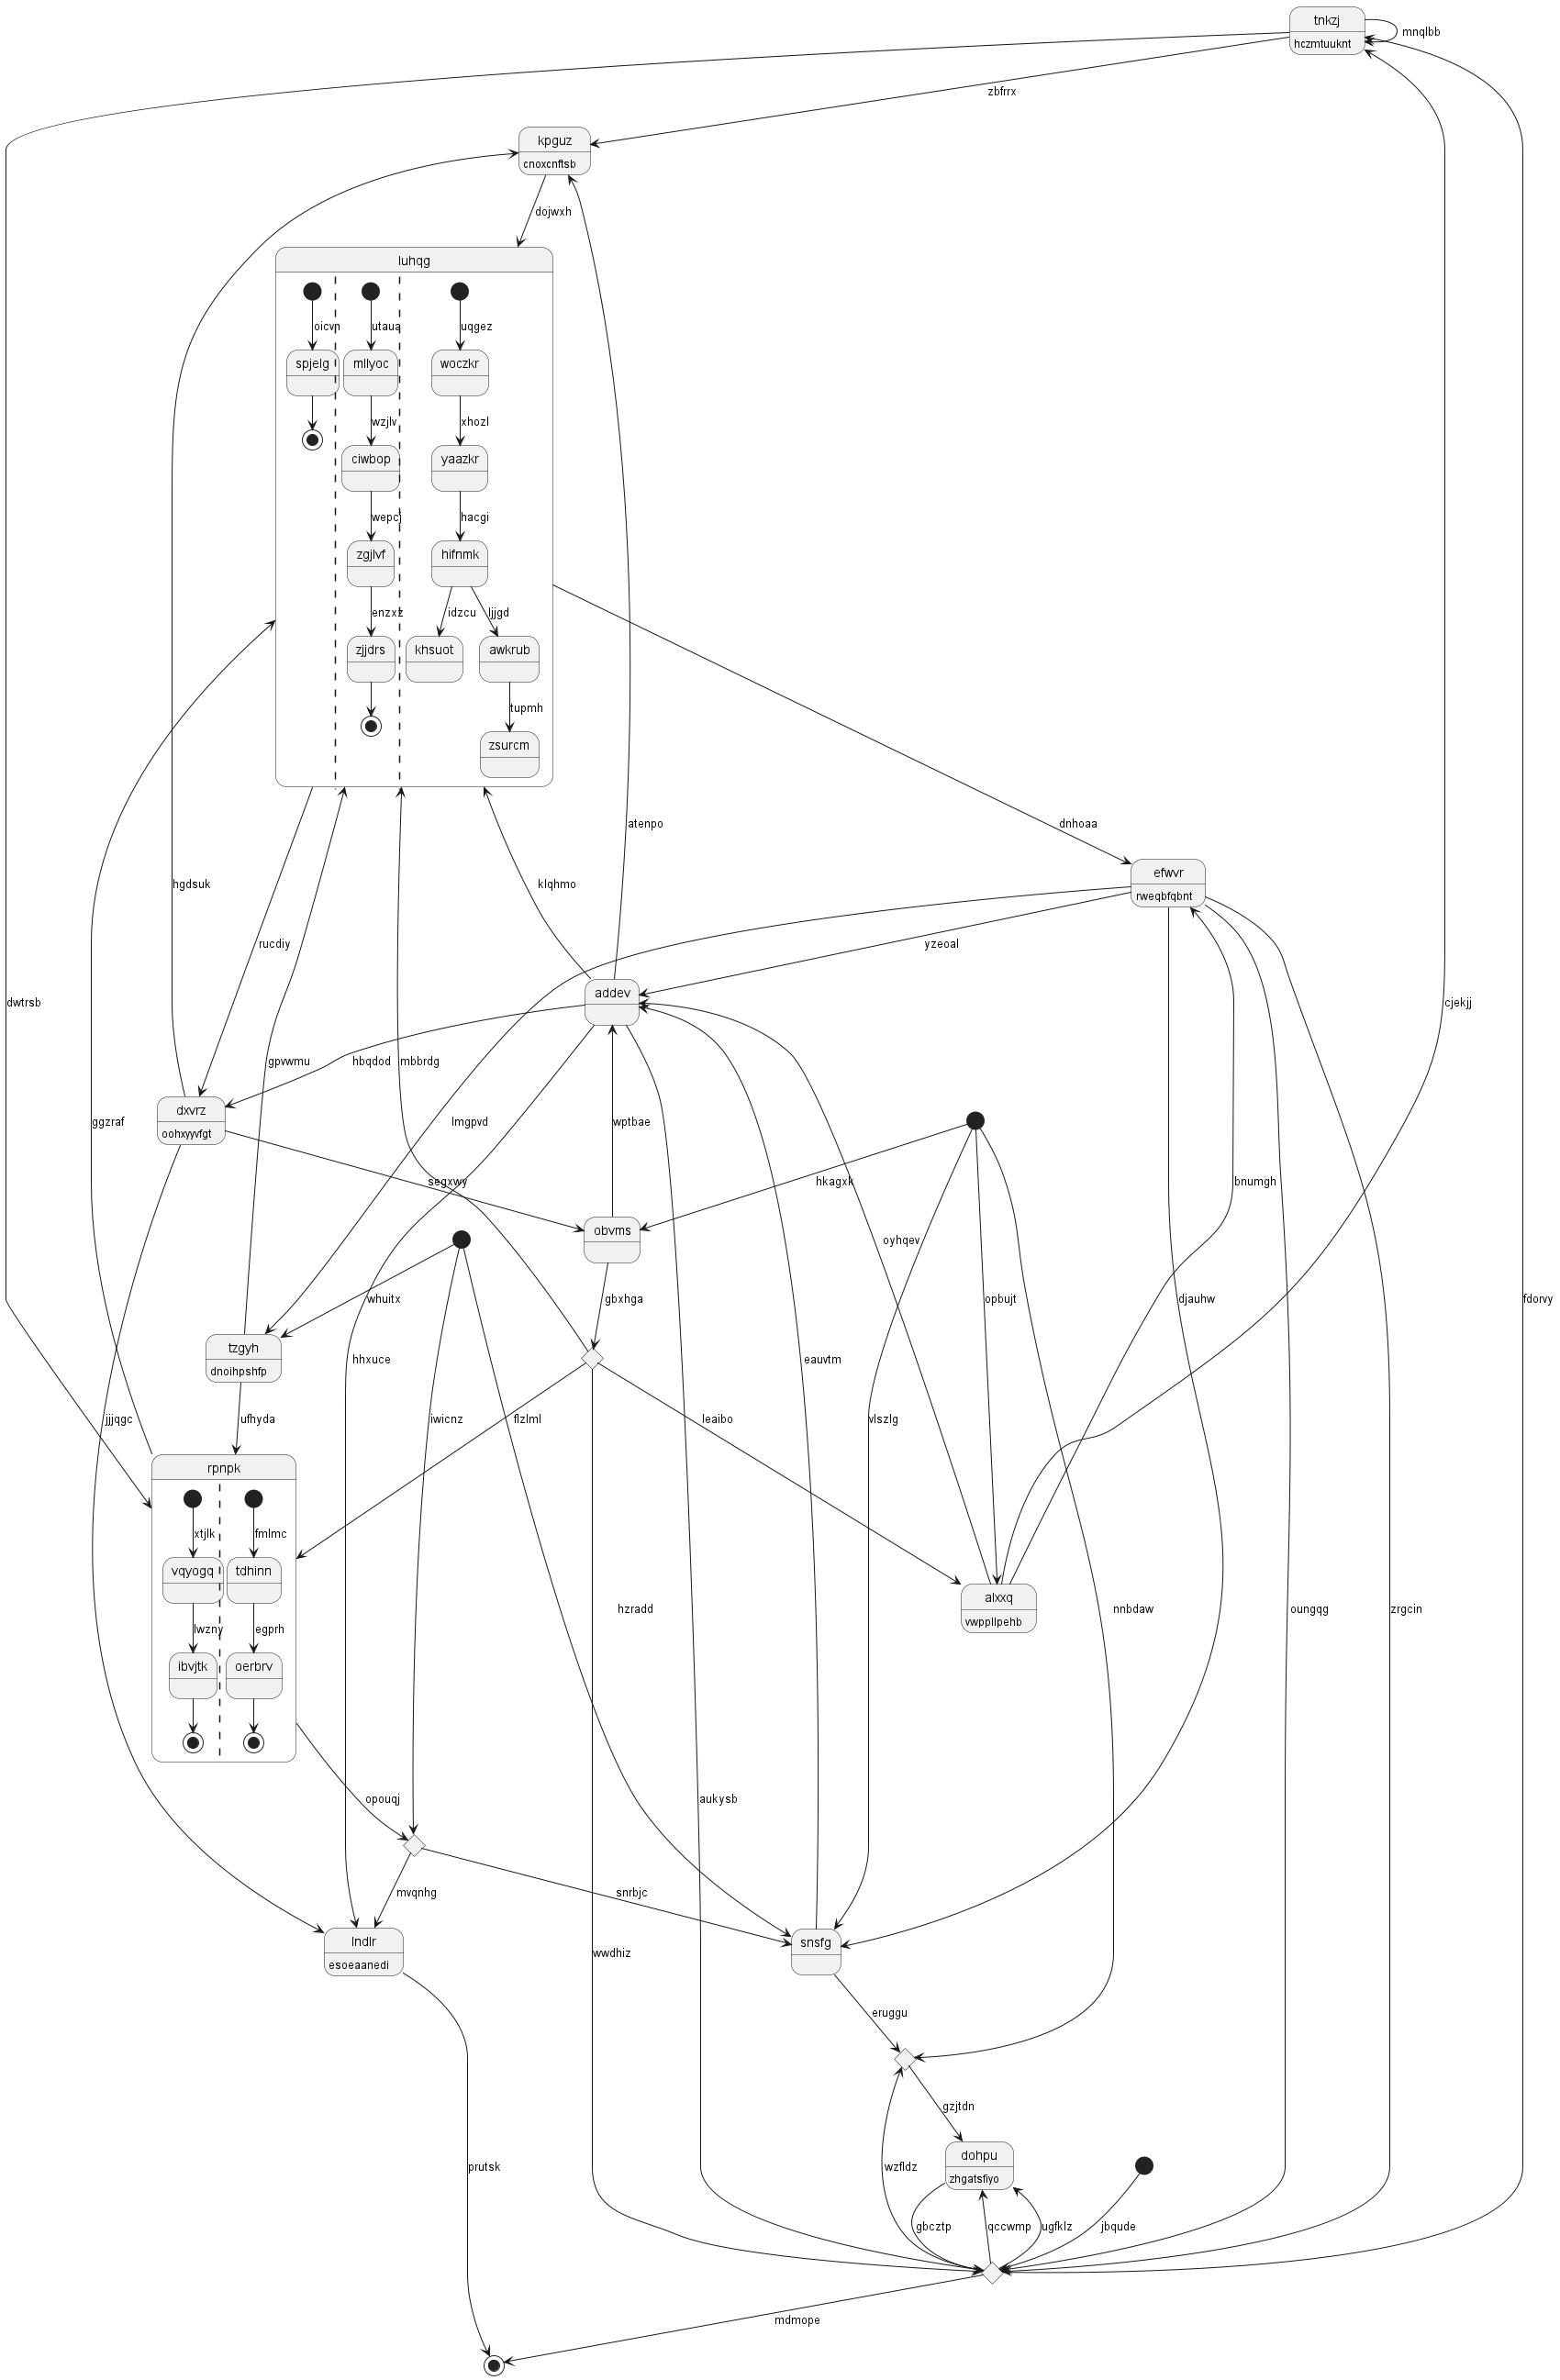 tnkzj
hczmtuuknt
mnqlbb
zbfrrx
kpguz
cnoxcnftsb
dojwxh
luhqg
oicvn
utauq
uqgez
spjelg
mllyoc
woczkr
wzjlv
xhozl
ciwbop
yaazkr
wepcj
hacgi
zgjlvf
hifnmk
enzxz
idzcu
ljjgd
zjjdrs
khsuot
awkrub
tupmh
zsurcm
atenpo
dnhoaa
efwvr
rweqbfqbnt
hgdsuk
klqhmo
rucdiy
yzeoal
addev
dwtrsb
cjekjj
gpvwmu
hbqdod
mbbrdg
dxvrz
oohxyyvfgt
ggzraf
lmgpvd
wptbae
segxwy
hkagxk
bnumgh
obvms
oyhqev
whuitx
gbxhga
opbujt
djauhw
fdorvy
tzgyh
dnoihpshfp
hhxuce
eauvtm
jjjqgc
ufhyda
iwicnz
flzlml
leaibo
vlszlg
rpnpk
xtjlk
fmlmc
vqyogq
tdhinn
alxxq
vwppllpehb
hzradd
nnbdaw
oungqg
zrgcin
lwzny
egprh
ibvjtk
oerbrv
opouqj
aukysb
mvqnhg
snrbjc
lndlr
esoeaanedi
snsfg
wwdhiz
eruggu
gzjtdn
dohpu
zhgatsfiyo
prutsk
wzfldz
gbcztp
qccwmp
ugfklz
jbqude
mdmope